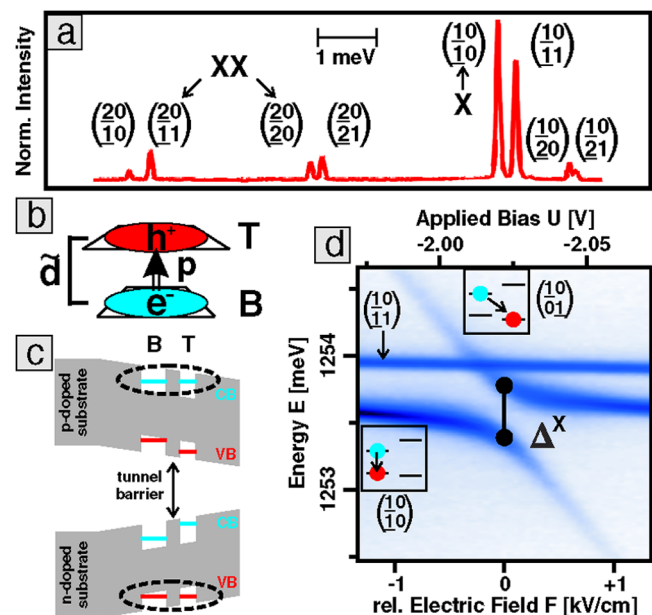 a
Norm. Intensity
XX
1 meV
(20
10)
(20
11)
(20
20)
(20
21)
(10
10)
X
(10
11)
(10
20)
(10
21)
b
h+
T
d̃
p
e-
B
c
B T
p-doped
substrate
CB
VB
tunnel
barrier
n-doped
substrate
CB
VB
d
Applied Bias U [V]
-2.00 -2.05
(10
11)
(10
01)
Energy E [meV]
1254
1253
ΔX
(10
10)
-1 0 1
rel. Electric Field F [kV/cm]